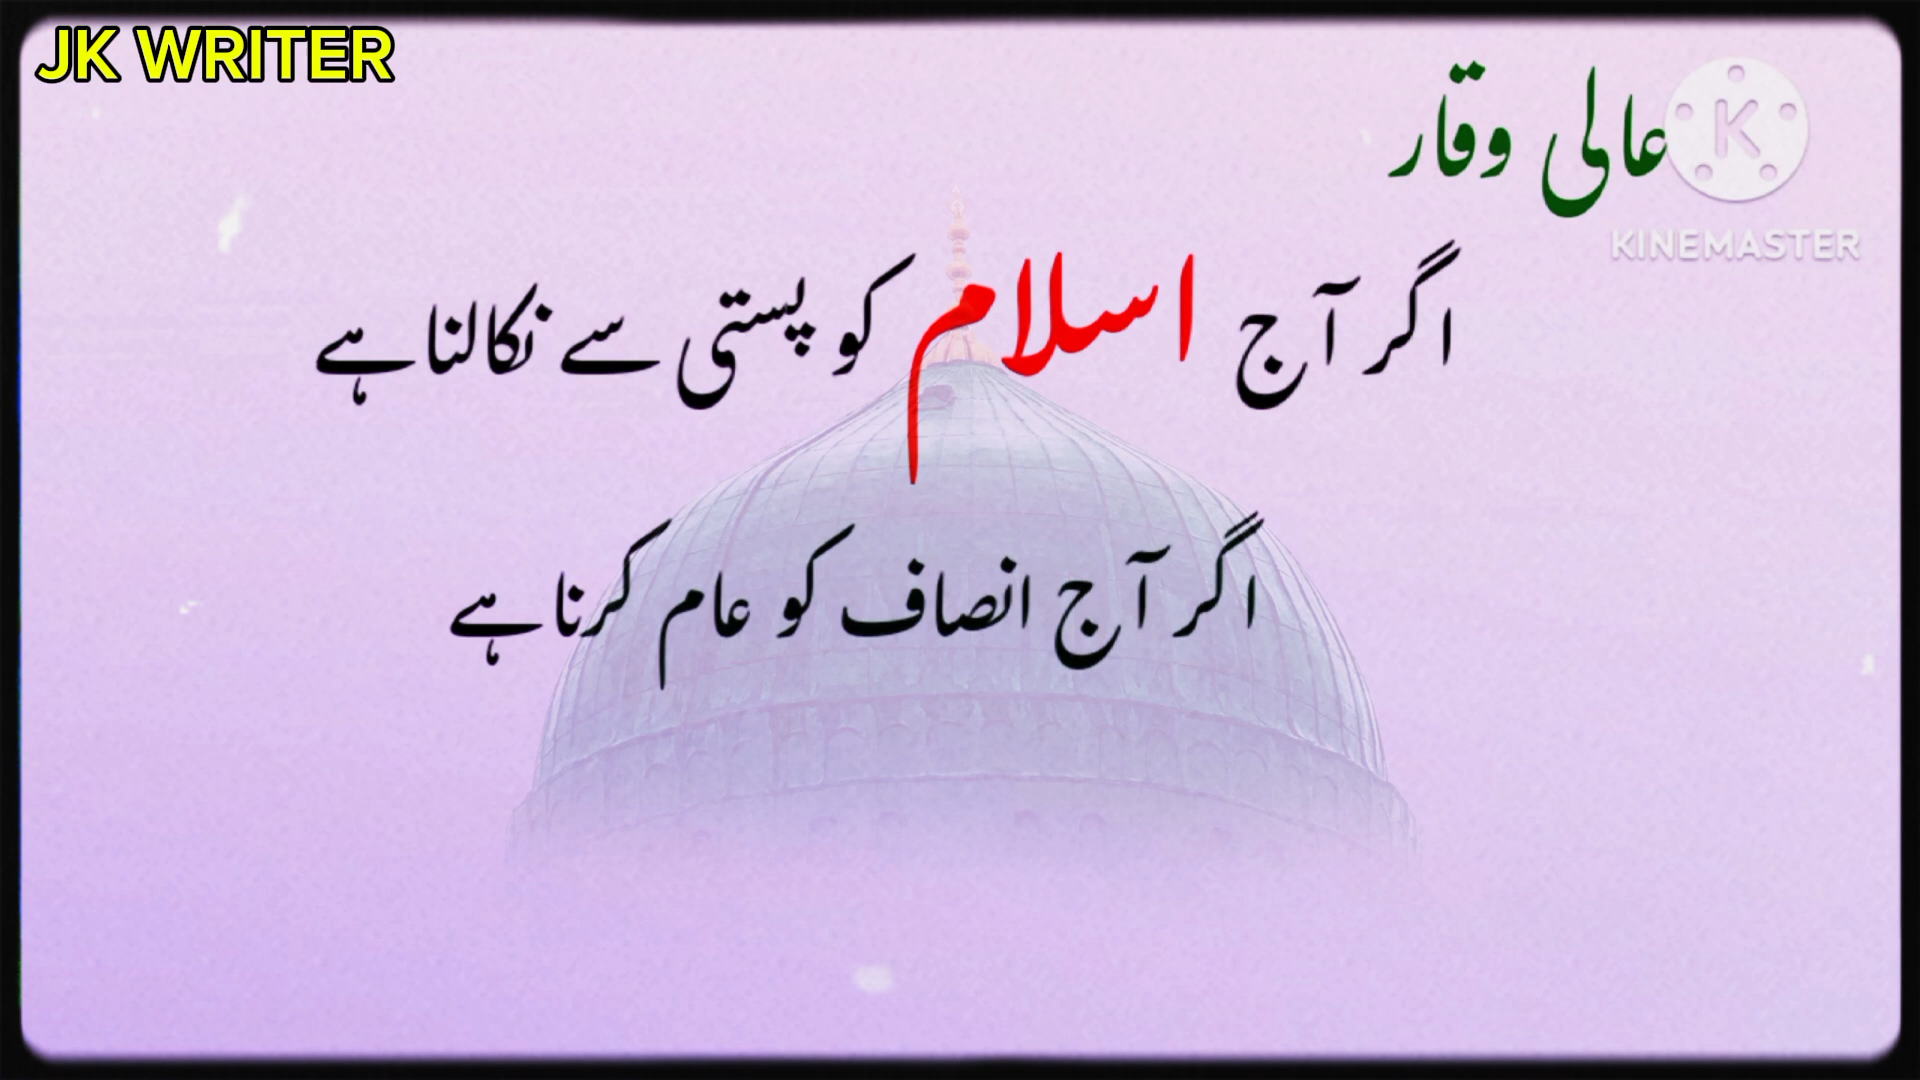 JK WRITER
عالی وقار
KINEMASTER
اگر آج اسلام کو پستی سے نکالنا ہے
اگر آج انصاف کو عام کرنا ہے